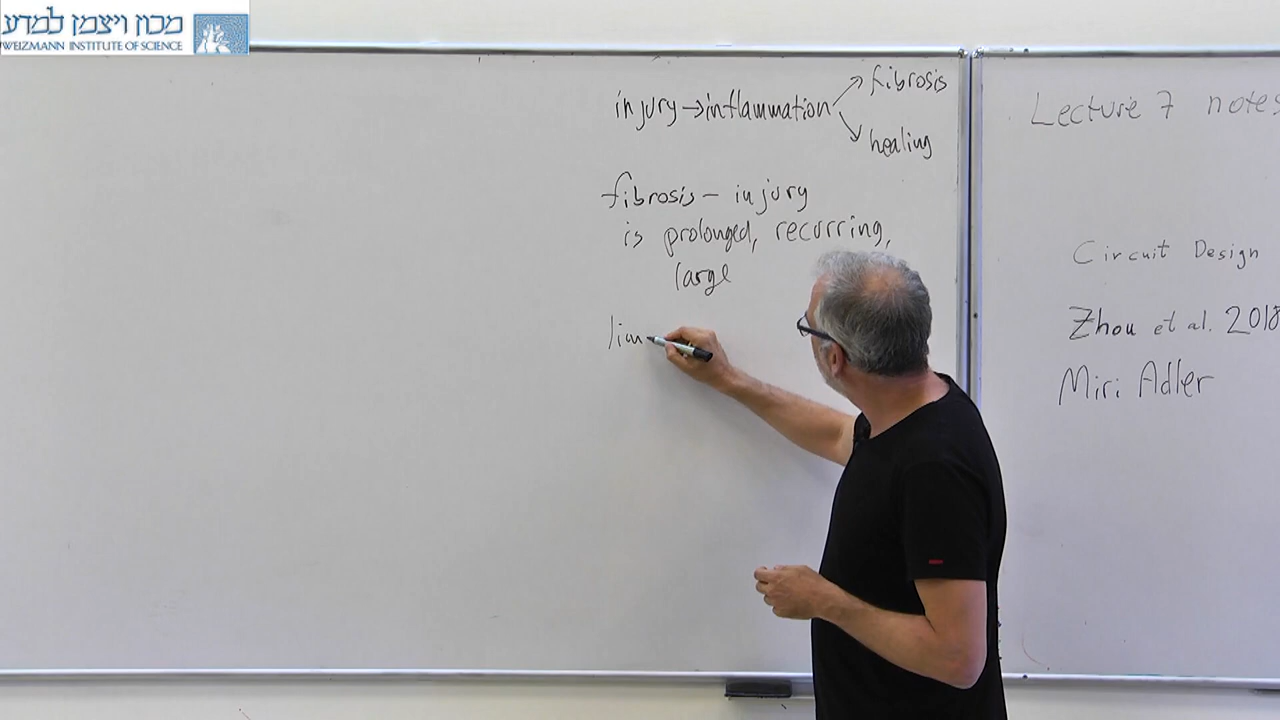 מכון ויצמן למדע
WEIZMANN INSTITUTE OF SCIENCE
injury → inflammation
fibrosis
healing
fibrosis - injury
is prolonged, recurring,
large
Lecture 7 notes
Circuit Design
Zhou et al. 2018
Miri Adler